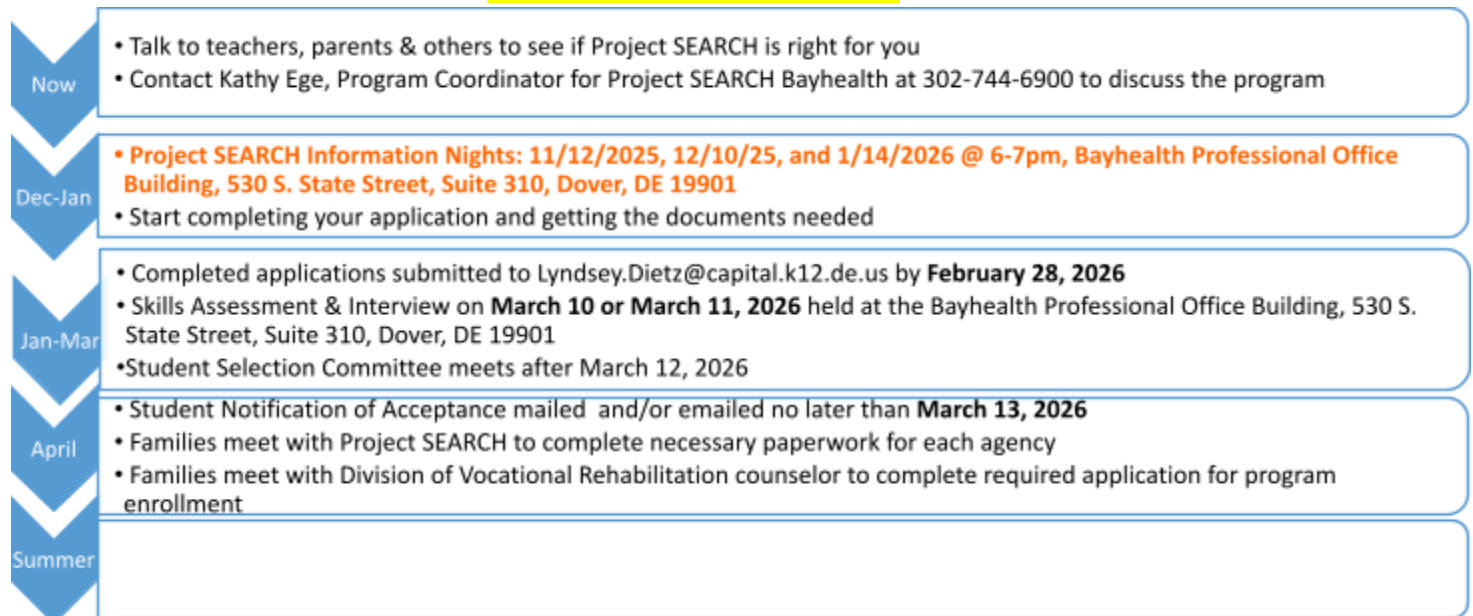 Now
• Talk to teachers, parents & others to see if Project SEARCH is right for you
• Contact Kathy Ege, Program Coordinator for Project SEARCH Bayhealth at 302-744-6900 to discuss the program
Dec-Jan
• Project SEARCH Information Nights: 11/12/2025, 12/10/25, and 1/14/2026 @ 6-7pm, Bayhealth Professional Office
Building, 530 S. State Street, Suite 310, Dover, DE 19901
• Start completing your application and getting the documents needed
Jan-Mar
• Completed applications submitted to Lyndsey.Dietz@capital.k12.de.us by February 28, 2026
• Skills Assessment & Interview on March 10 or March 11, 2026 held at the Bayhealth Professional Office Building, 530 S.
State Street, Suite 310, Dover, DE 19901
•Student Selection Committee meets after March 12, 2026
April
• Student Notification of Acceptance mailed and/or emailed no later than March 13, 2026
• Families meet with Project SEARCH to complete necessary paperwork for each agency
• Families meet with Division of Vocational Rehabilitation counselor to complete required application for program
enrollment
Summer